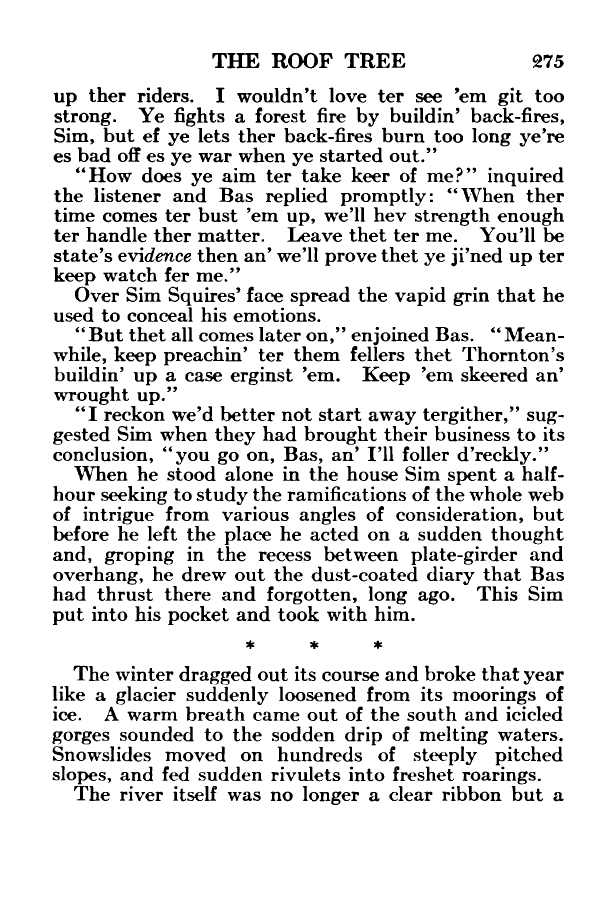 THE ROOF TREE 275
up ther riders. I wouldn't love ter see 'em git too
strong. Ye fights a forest fire by buildin' back-fires,
Sim, but ef ye lets ther back-fires burn too long ye're
es bad off es ye war when ye started out."
"How does ye aim ter take keer of me?" inquired
the listener and Bas replied promptly: "When ther
time comes ter bust 'em up, we'll hev strength enough
ter handle ther matter. Leave thet ter me. You'll be
state's evidence then an' we'll prove thet ye ji'ned up ter
keep watch fer me."
Over Sim Squires' face spread the vapid grin that he
used to conceal his emotions.
"But thet all comes later on," enjoined Bas. "Mean-
while, keep preachin' ter them fellers thet Thornton's
buildin' up a case erginst 'em. Keep 'em skeered an'
wrought up."
"I reckon we'd better not start away tergither," sug-
gested Sim when they had brought their business to its
conclusion, "you go on, Bas, an' I'll foller d'reckly."
When he stood alone in the house Sim spent a half-
hour seeking to study the ramifications of the whole web
of intrigue from various angles of consideration, but
before he left the place he acted on a sudden thought
and, groping in the recess between plate-girder and
overhang, he drew out the dust-coated diary that Bas
had thrust there and forgotten, long ago. This Sim
put into his pocket and took with him.
* * *
The winter dragged out its course and broke that year
like a glacier suddenly loosened from its moorings of
ice. A warm breath came out of the south and icicled
gorges sounded to the sodden drip of melting waters.
Snowslides moved on hundreds of steeply pitched
slopes, and fed sudden rivulets into freshet roarings.
The river itself was no longer a clear ribbon but a